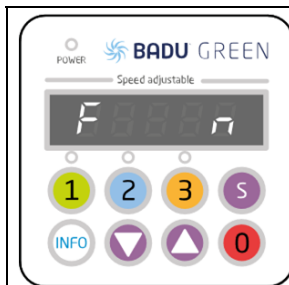 BADU GREEN
POWER
Speed adjustable
F n
1 2 3 S
INFO 0